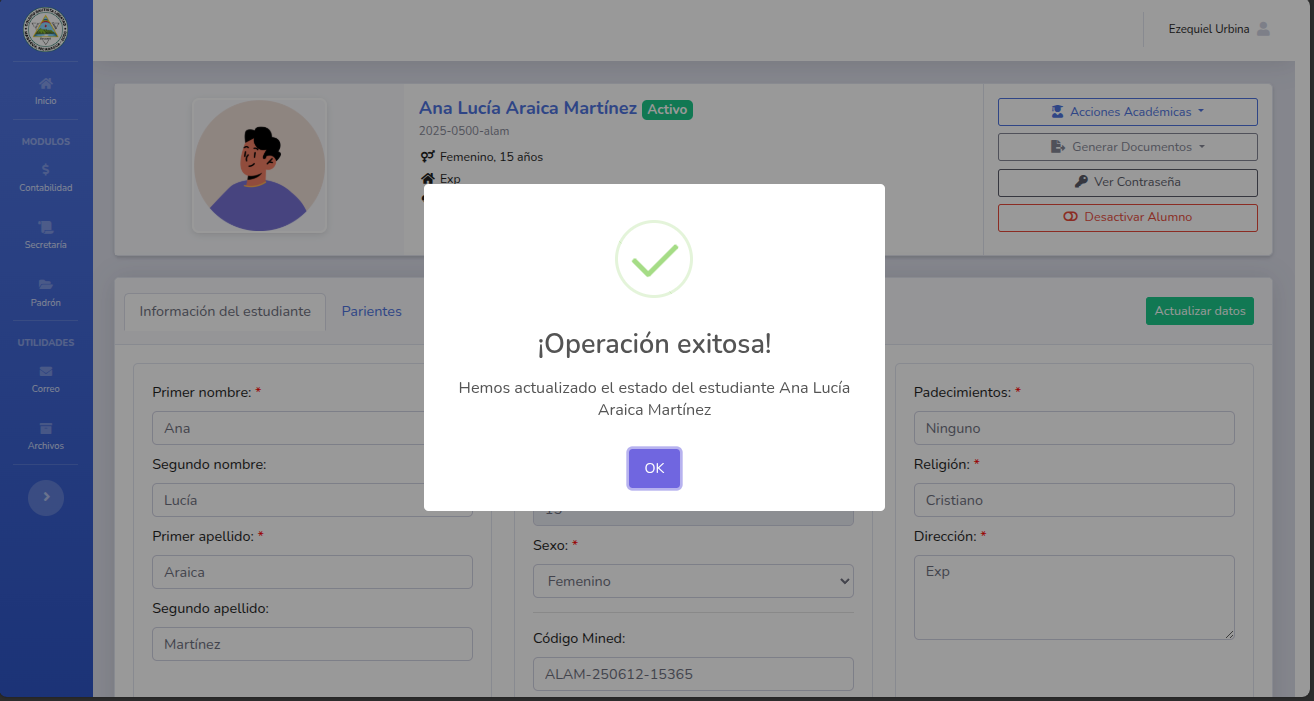 Ezequiel Urbina
Inicio
MODULOS
Contabilidad
Secretaría
Padrón
UTILIDADES
Correo
Archivos
Ana Lucía Araica Martínez Activo
2025-0500-alam
Femenino, 15 años
Exp
Acciones Académicas
Generar Documentos
Ver Contraseña
Desactivar Alumno
¡Operación exitosa!
Hemos actualizado el estado del estudiante Ana Lucía
Araica Martínez
OK
Información del estudiante
Parientes
Actualizar datos
Primer nombre: *
Ana
Segundo nombre:
Lucía
Primer apellido: *
Araica
Segundo apellido:
Martínez
Sexo: *
Femenino
Código Mined:
ALAM-250612-15365
Padecimientos: *
Ninguno
Religión: *
Cristiano
Dirección: *
Exp